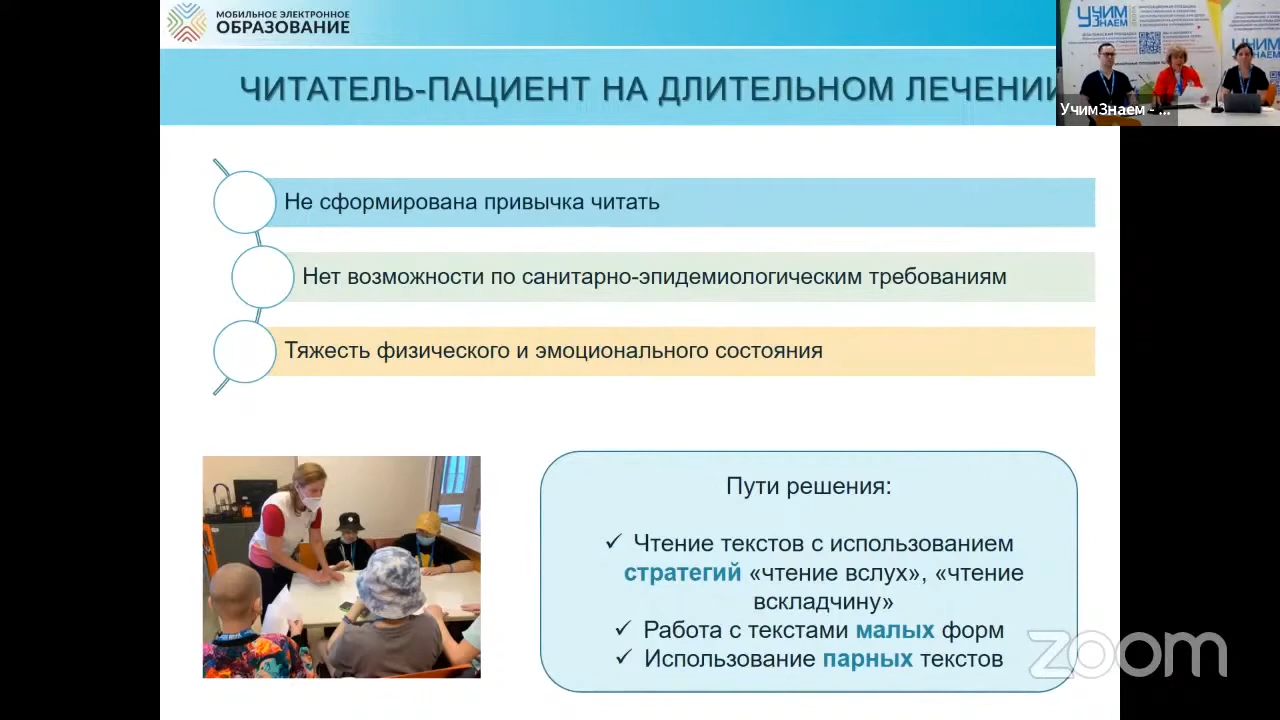 МОБИЛЬНОЕ ЭЛЕКТРОННОЕ
ОБРАЗОВАНИЕ
ЧИТАТЕЛЬ-ПАЦИЕНТ НА ДЛИТЕЛЬНОМ ЛЕЧЕНИИ
УЧИМ
ЗНАЕМ
УчимЗнаем - ...
Не сформирована привычка читать
Нет возможности по санитарно-эпидемиологическим требованиям
Тяжесть физического и эмоционального состояния
Пути решения:
✓ Чтение текстов с использованием
стратегий «чтение вслух», «чтение
вскладчину»
✓ Работа с текстами малых форм
✓ Использование парных текстов
zoom